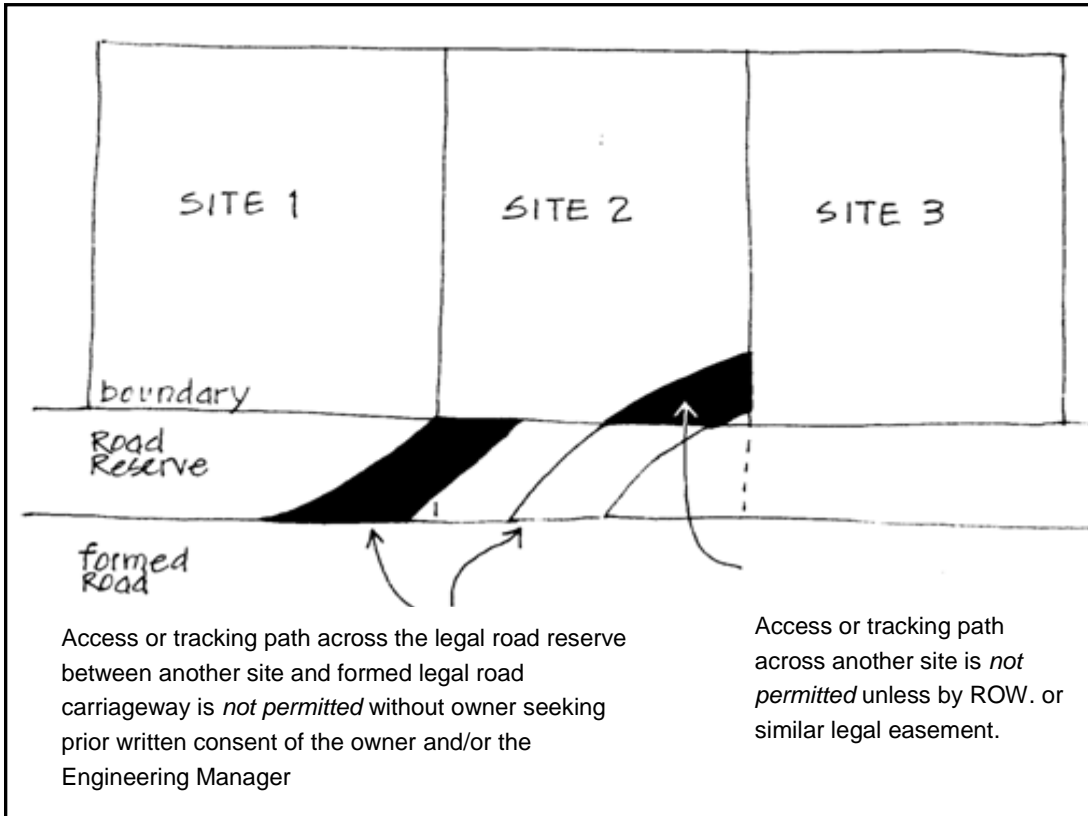 SITE 1
SITE 2
SITE 3
boundary
Road
Reserve
formed
Road
Access or tracking path across the legal road reserve
between another site and formed legal road
carriageway is not permitted without owner seeking
prior written consent of the owner and/or the
Engineering Manager
Access or tracking path
across another site is not
permitted unless by ROW. or
similar legal easement.